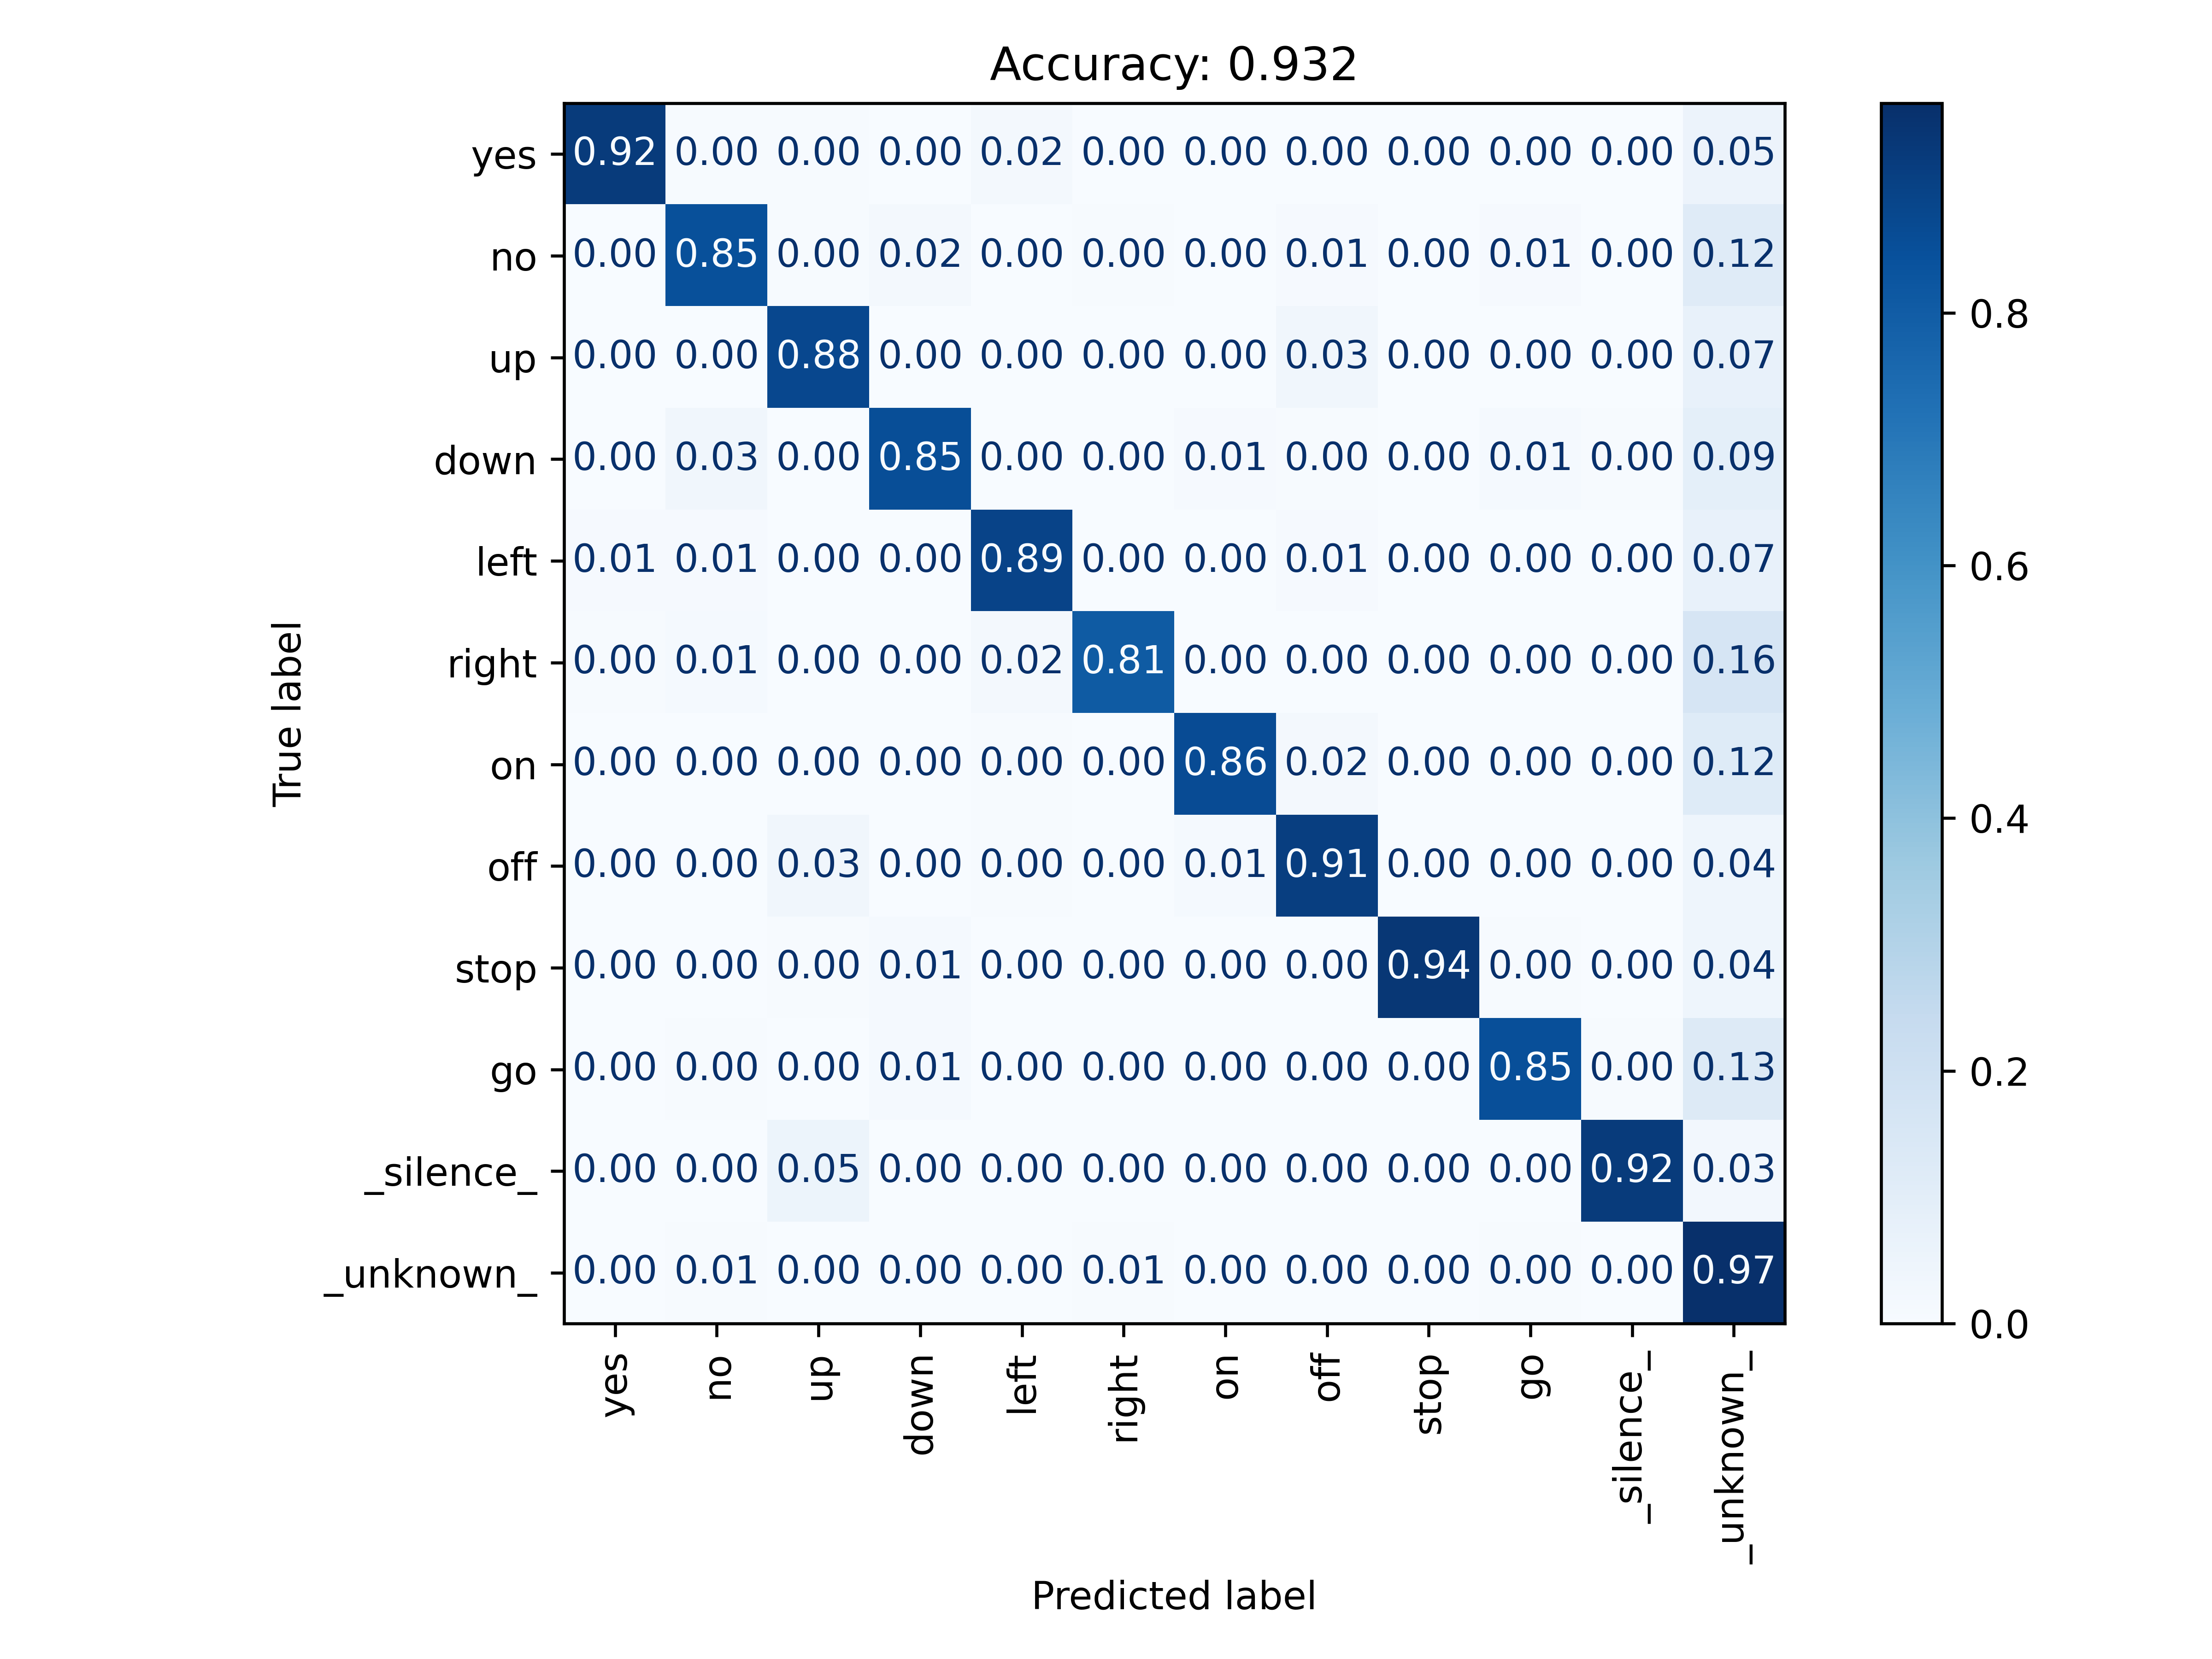 Accuracy: 0.932
yes 0.92 0.00 0.00 0.00 0.02 0.00 0.00 0.00 0.00 0.00 0.00 0.05
no 0.00 0.85 0.00 0.02 0.00 0.00 0.00 0.01 0.00 0.01 0.00 0.12
up 0.00 0.00 0.88 0.00 0.00 0.00 0.00 0.03 0.00 0.00 0.00 0.07
down 0.00 0.03 0.00 0.85 0.00 0.00 0.01 0.00 0.00 0.01 0.00 0.09
left 0.01 0.01 0.00 0.00 0.89 0.00 0.00 0.01 0.00 0.00 0.00 0.07
right 0.00 0.01 0.00 0.00 0.02 0.81 0.00 0.00 0.00 0.00 0.00 0.16
on 0.00 0.00 0.00 0.00 0.00 0.00 0.86 0.02 0.00 0.00 0.00 0.12
off 0.00 0.00 0.03 0.00 0.00 0.00 0.01 0.91 0.00 0.00 0.00 0.04
stop 0.00 0.00 0.00 0.01 0.00 0.00 0.00 0.00 0.94 0.00 0.00 0.04
go 0.00 0.00 0.00 0.01 0.00 0.00 0.00 0.00 0.00 0.85 0.00 0.13
_silence_ 0.00 0.00 0.05 0.00 0.00 0.00 0.00 0.00 0.00 0.00 0.92 0.03
_unknown_ 0.00 0.01 0.00 0.00 0.00 0.01 0.00 0.00 0.00 0.00 0.00 0.97
yes no up down left right on off stop go _silence_ _unknown_
True label
Predicted label
0.8
0.6
0.4
0.2
0.0